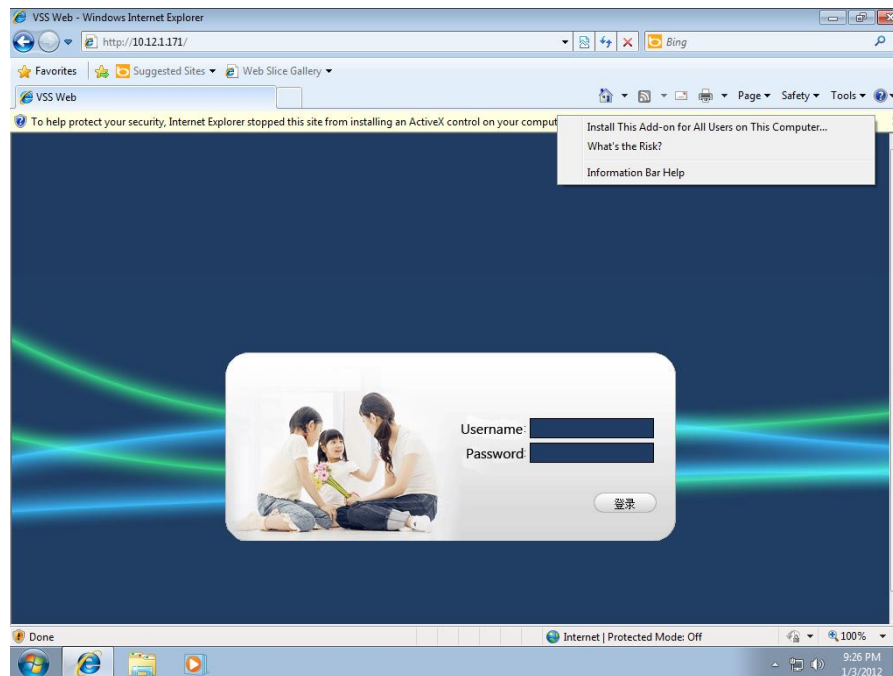 VSS Web - Windows Internet Explorer
http://10.12.1.171/
Bing
Favorites Suggested Sites Web Slice Gallery
VSS Web
Page Safety Tools
To help protect your security, Internet Explorer stopped this site from installing an ActiveX control on your
Install This Add-on for All Users on This Computer...
What's the Risk?
Information Bar Help
Username:
Password:
登录
Done
Internet | Protected Mode: Off
100%
9:26 PM
1/3/2012